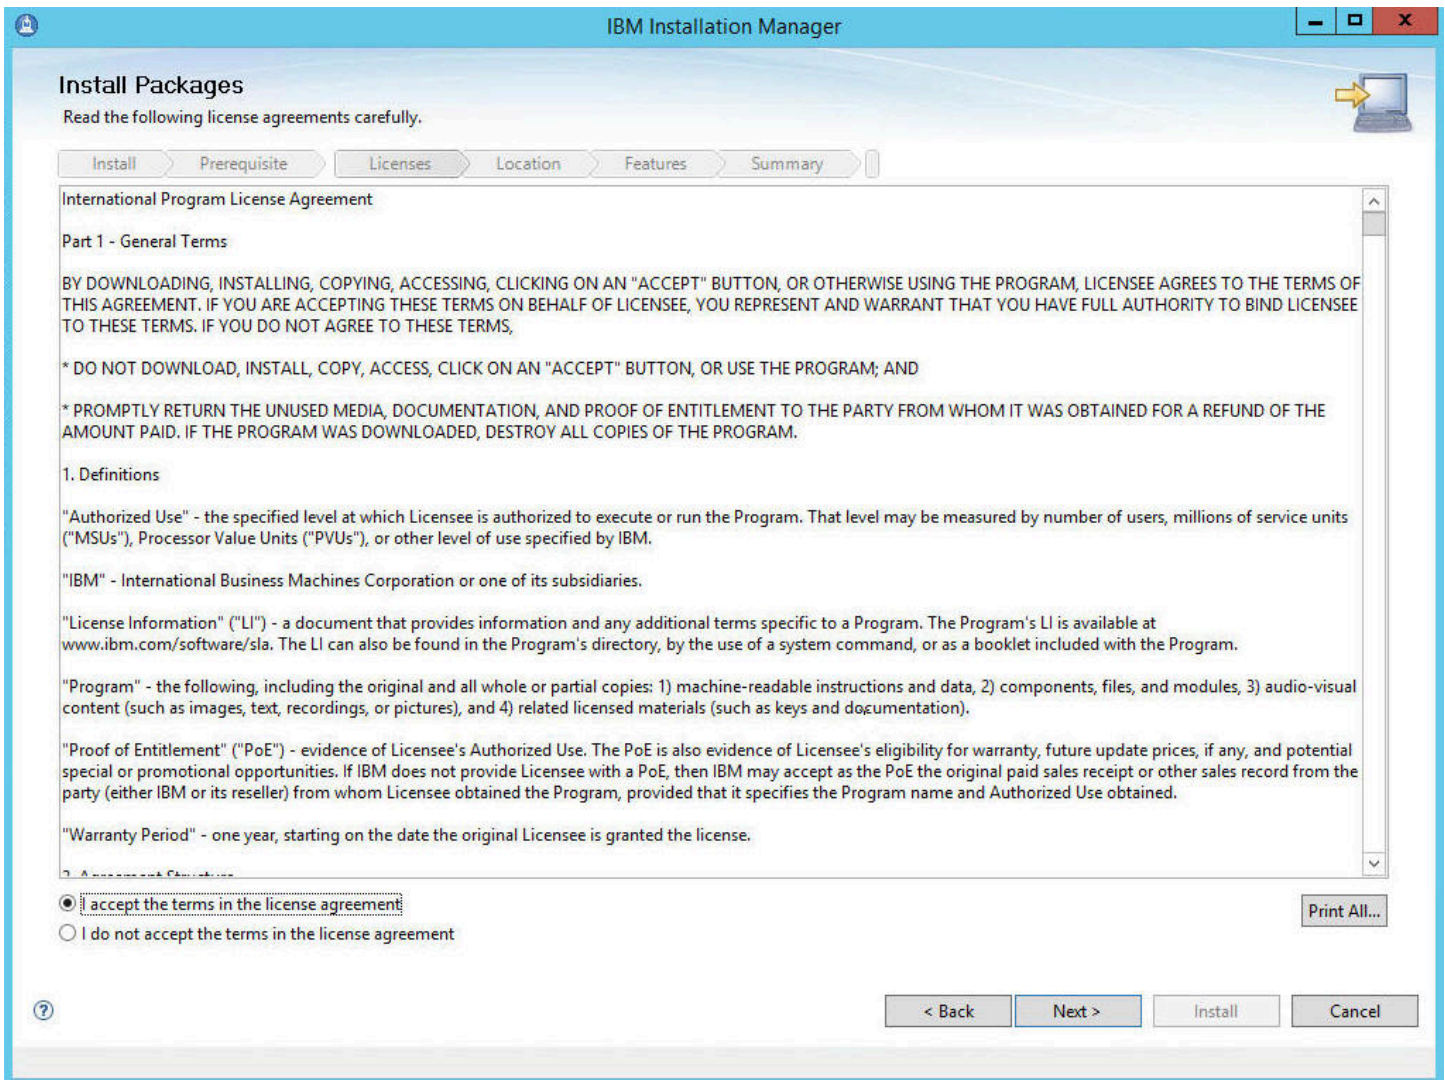 IBM Installation Manager
Install Packages
Read the following license agreements carefully.
Install Prerequisite Licenses Location Features Summary
International Program License Agreement
Part 1 - General Terms
BY DOWNLOADING, INSTALLING, COPYING, ACCESSING, CLICKING ON AN "ACCEPT" BUTTON, OR OTHERWISE USING THE PROGRAM, LICENSEE AGREES TO THE TERMS OF
THIS AGREEMENT. IF YOU ARE ACCEPTING THESE TERMS ON BEHALF OF LICENSEE, YOU REPRESENT AND WARRANT THAT YOU HAVE FULL AUTHORITY TO BIND LICENSEE
TO THESE TERMS. IF YOU DO NOT AGREE TO THESE TERMS,
* DO NOT DOWNLOAD, INSTALL, COPY, ACCESS, CLICK ON AN "ACCEPT" BUTTON, OR USE THE PROGRAM; AND
* PROMPTLY RETURN THE UNUSED MEDIA, DOCUMENTATION, AND PROOF OF ENTITLEMENT TO THE PARTY FROM WHOM IT WAS OBTAINED FOR A REFUND OF THE
AMOUNT PAID. IF THE PROGRAM WAS DOWNLOADED, DESTROY ALL COPIES OF THE PROGRAM.
1. Definitions
"Authorized Use" - the specified level at which Licensee is authorized to execute or run the Program. That level may be measured by number of users, millions of service units
("MSUs"), Processor Value Units ("PVUs"), or other level of use specified by IBM.
"IBM" - International Business Machines Corporation or one of its subsidiaries.
"License Information" ("LI") - a document that provides information and any additional terms specific to a Program. The Program's LI is available at
www.ibm.com/software/sla. The LI can also be found in the Program's directory, by the use of a system command, or as a booklet included with the Program.
"Program" - the following, including the original and all whole or partial copies: 1) machine-readable instructions and data, 2) components, files, and modules, 3) audio-visual
content (such as images, text, recordings, or pictures), and 4) related licensed materials (such as keys and documentation).
"Proof of Entitlement" ("PoE") - evidence of Licensee's Authorized Use. The PoE is also evidence of Licensee's eligibility for warranty, future update prices, if any, and potential
special or promotional opportunities. If IBM does not provide Licensee with a PoE, then IBM may accept as the PoE the original paid sales receipt or other sales record from the
party (either IBM or its reseller) from whom Licensee obtained the Program, provided that it specifies the Program name and Authorized Use obtained.
"Warranty Period" - one year, starting on the date the original Licensee is granted the license.
2. Agreement Structure
I accept the terms in the license agreement
Print All...
I do not accept the terms in the license agreement
< Back Next > Install Cancel